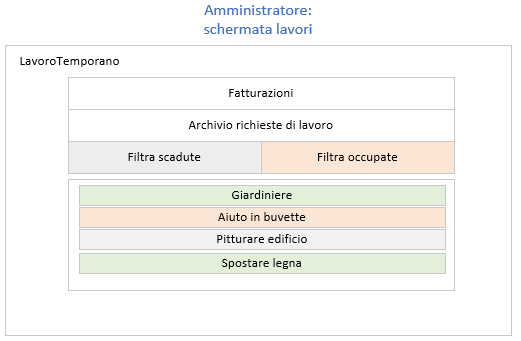 Amministratore:
schermata lavori
LavoroTemporano
Fatturazioni
Archivio richieste di lavoro
Filtra scadute
Filtra occupate
Giardiniere
Aiuto in buvette
Pitturare edificio
Spostare legna